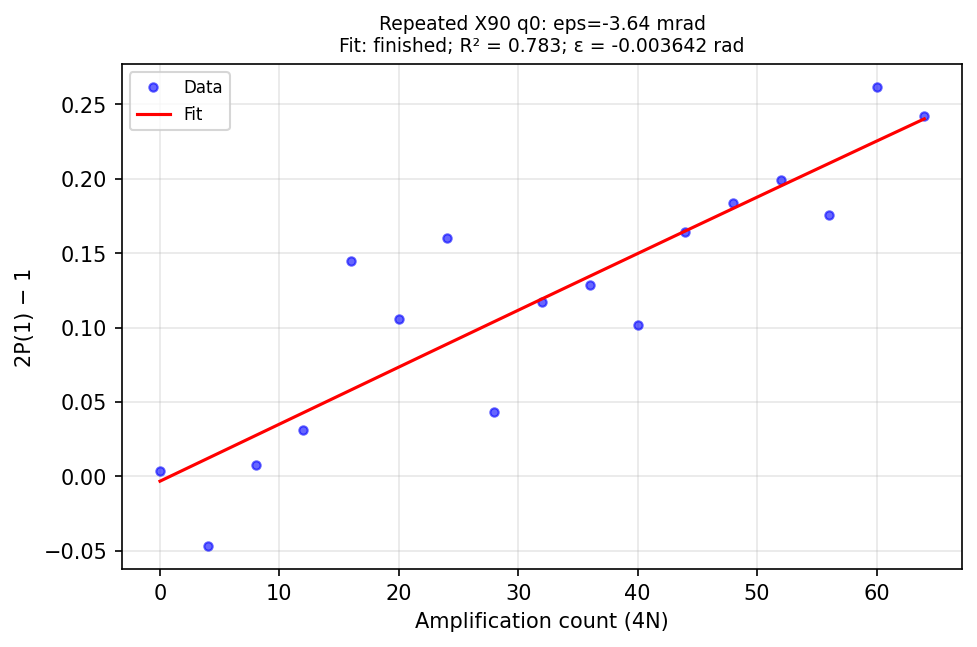 Repeated X90 q0: eps=-3.64 mrad
Fit: finished; R² = 0.783; ε = -0.003642 rad
Data
Fit
2P(1) − 1
0.25
0.20
0.15
0.10
0.05
0.00
−0.05
0
10
20
30
40
50
60
Amplification count (4N)